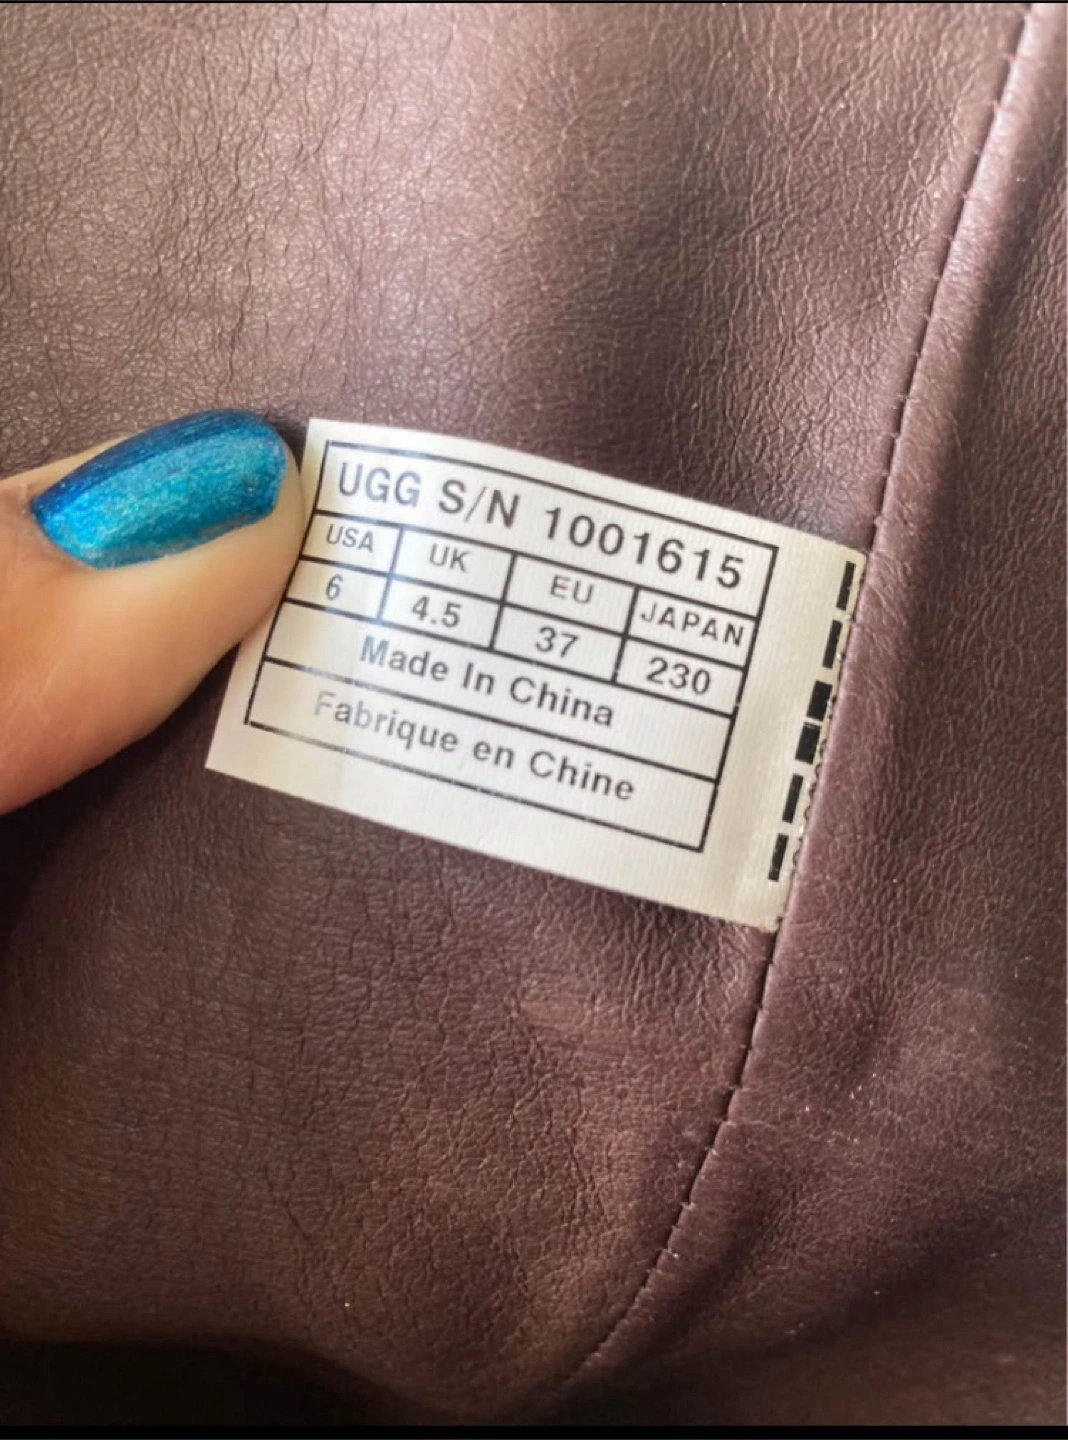 UGG S/N 1001615
USA UK EU JAPAN
6 4.5 37 230
Made In China
Fabrique en Chine